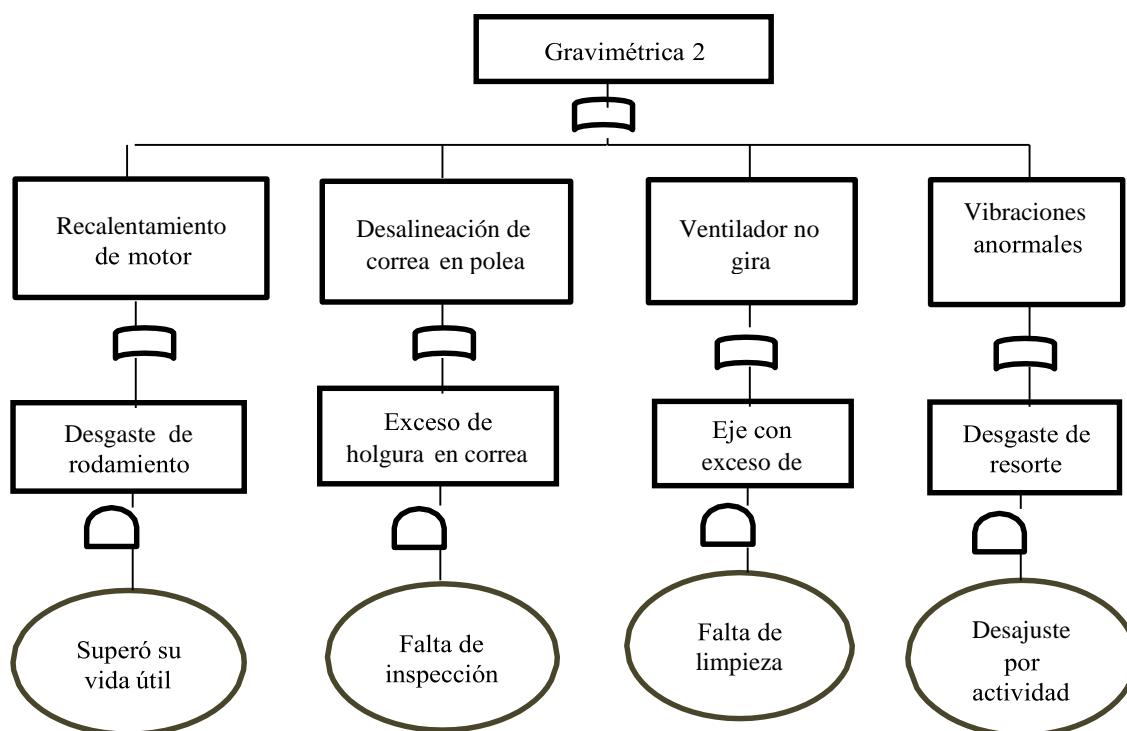 Gravimétrica 2
Recalentamiento
de motor
Desalineación de
correa en polea
Ventilador no
gira
Vibraciones
anormales
Desgaste de
rodamiento
Exceso de
holgura en correa
Eje con
exceso de
Desgaste de
resorte
Superó su
vida útil
Falta de
inspección
Falta de
limpieza
Desajuste
por
actividad